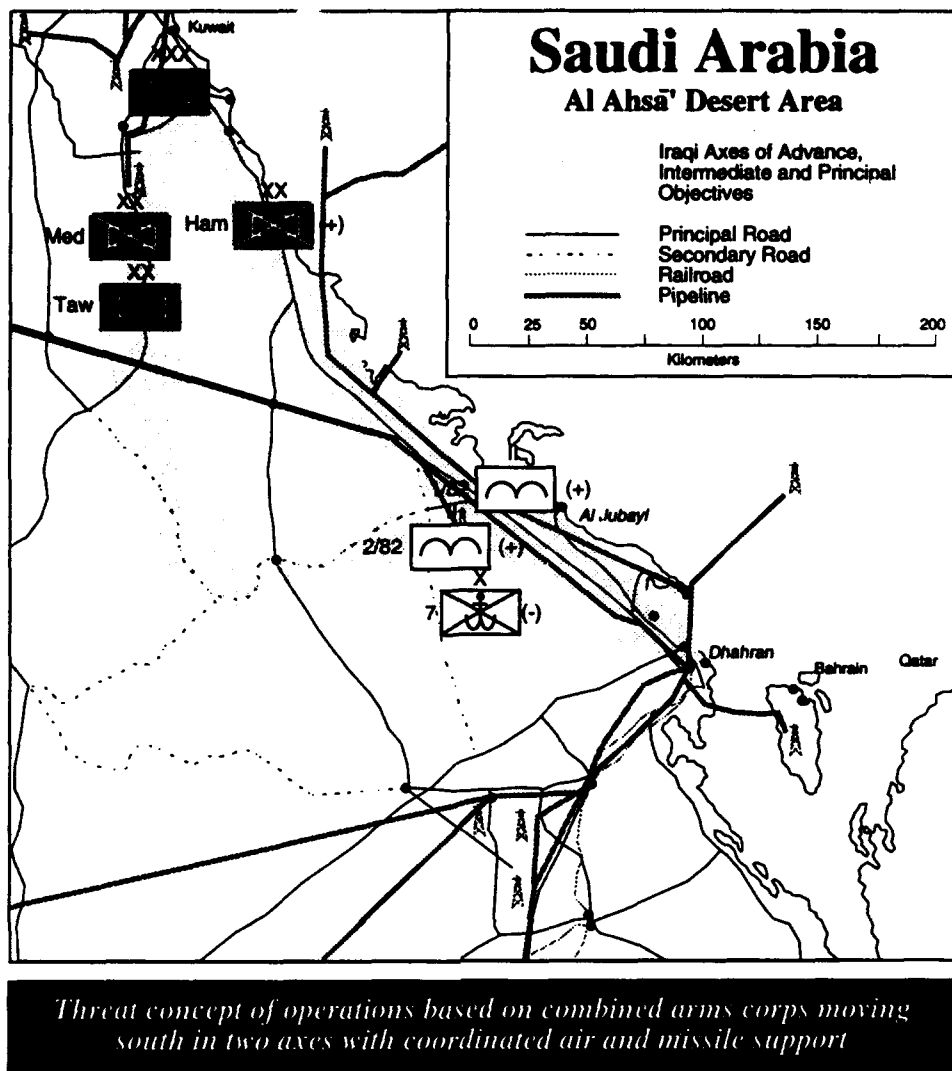 Kuwait
Saudi Arabia
Al Ahsā' Desert Area
Iraqi Axes of Advance,
Intermediate and Principal
Objectives
Principal Road
Secondary Road
Railroad
Pipeline
0 25 50 100 150 200
Kilometers
XX
Med
XX
Ham (+)
XX
Taw
(+)
Al Jubayl
2/82 (+)
X
7 (-)
Dhahran
Bahrain
Qatar
Threat concept of operations based on combined arms corps moving
south in two axes with coordinated air and missile support